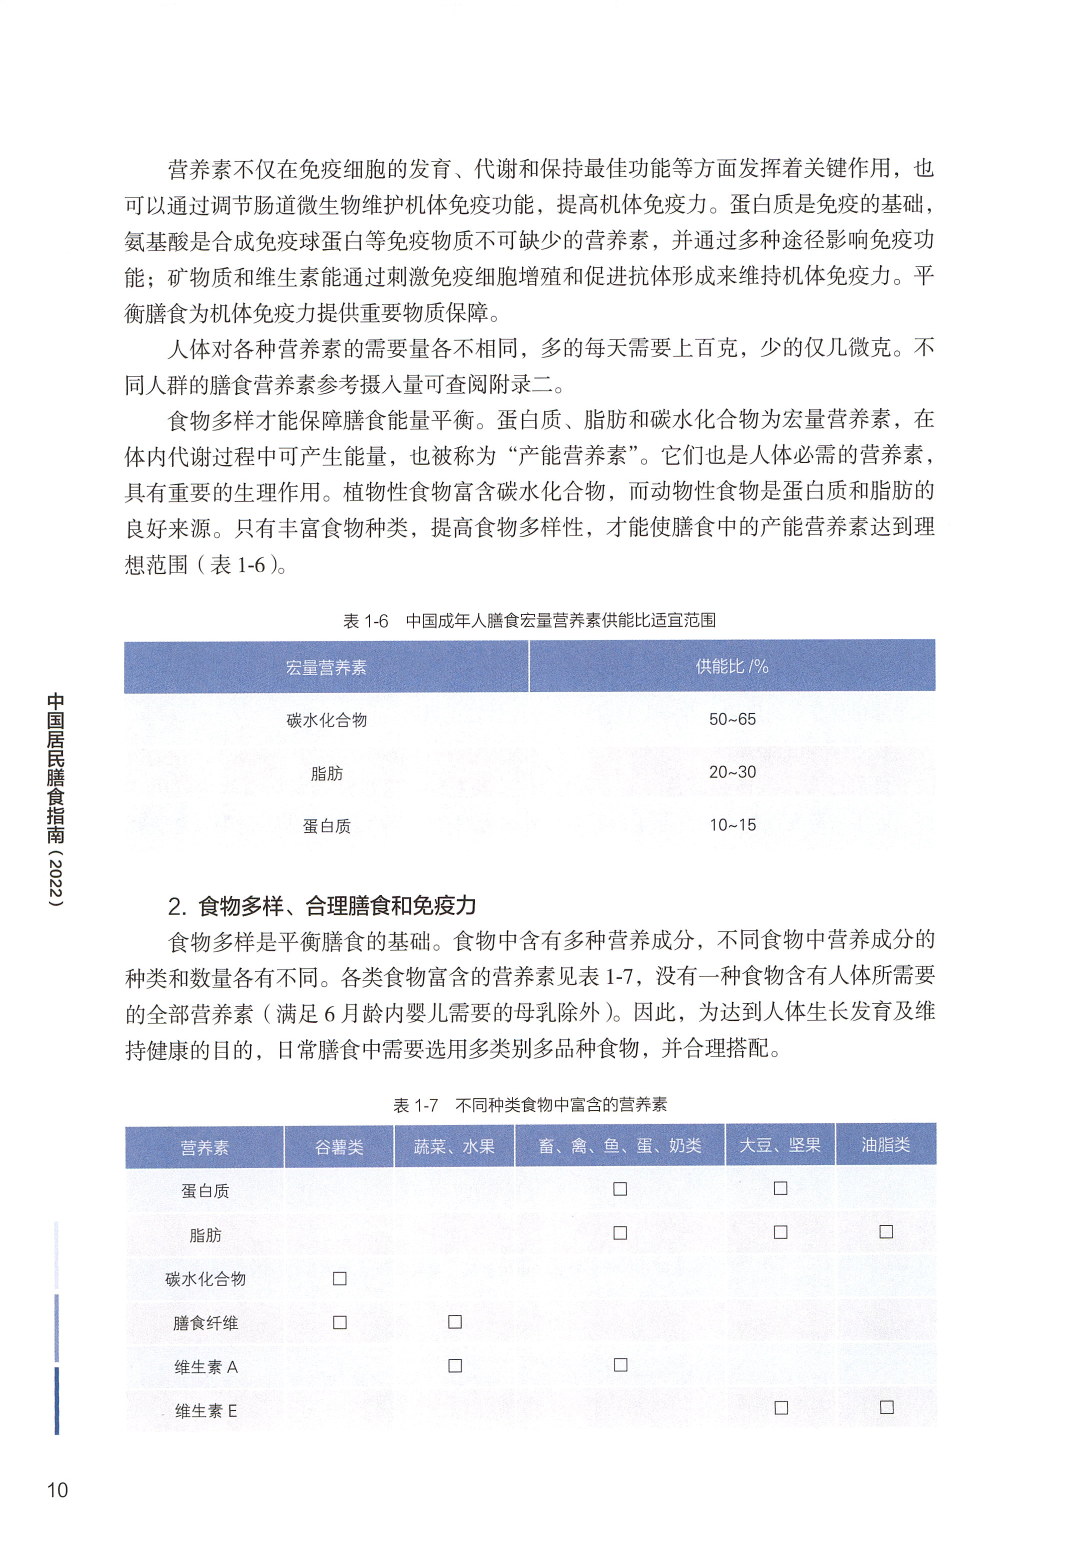 营养素不仅在免疫细胞的发育、代谢和保持最佳功能等方面发挥着关键作用，也
可以通过调节肠道微生物维护机体免疫功能，提高机体免疫力。蛋白质是免疫的基础，
氨基酸是合成免疫球蛋白等免疫物质不可缺少的营养素，并通过多种途径影响免疫功
能；矿物质和维生素能通过刺激免疫细胞增殖和促进抗体形成来维持机体免疫力。平
衡膳食为机体免疫力提供重要物质保障。
人体对各种营养素的需要量各不相同，多的每天需要上百克，少的仅几微克。不
同人群的膳食营养素参考摄入量可查阅附录二。
食物多样才能保障膳食能量平衡。蛋白质、脂肪和碳水化合物为宏量营养素，在
体内代谢过程中可产生能量，也被称为“产能营养素”。它们也是人体必需的营养素，
具有重要的生理作用。植物性食物富含碳水化合物，而动物性食物是蛋白质和脂肪的
良好来源。只有丰富食物种类，提高食物多样性，才能使膳食中的产能营养素达到理
想范围（表 1-6）。
表 1-6 中国成年人膳食宏量营养素供能比适宜范围
宏量营养素 供能比 /%
碳水化合物 50~65
脂肪 20~30
蛋白质 10~15
2. 食物多样、合理膳食和免疫力
食物多样是平衡膳食的基础。食物中含有多种营养成分，不同食物中营养成分的
种类和数量各有不同。各类食物富含的营养素见表 1-7，没有一种食物含有人体所需要
的全部营养素（满足 6 月龄内婴儿需要的母乳除外）。因此，为达到人体生长发育及维
持健康的目的，日常膳食中需要选用多类别多品种食物，并合理搭配。
表 1-7 不同种类食物中富含的营养素
营养素 谷薯类 蔬菜、水果 畜、禽、鱼、蛋、奶类 大豆、坚果 油脂类
蛋白质 □ □
脂肪 □ □ □
碳水化合物 □
膳食纤维 □ □
维生素 A □ □
维生素 E □ □
中国居民膳食指南（2022）
10